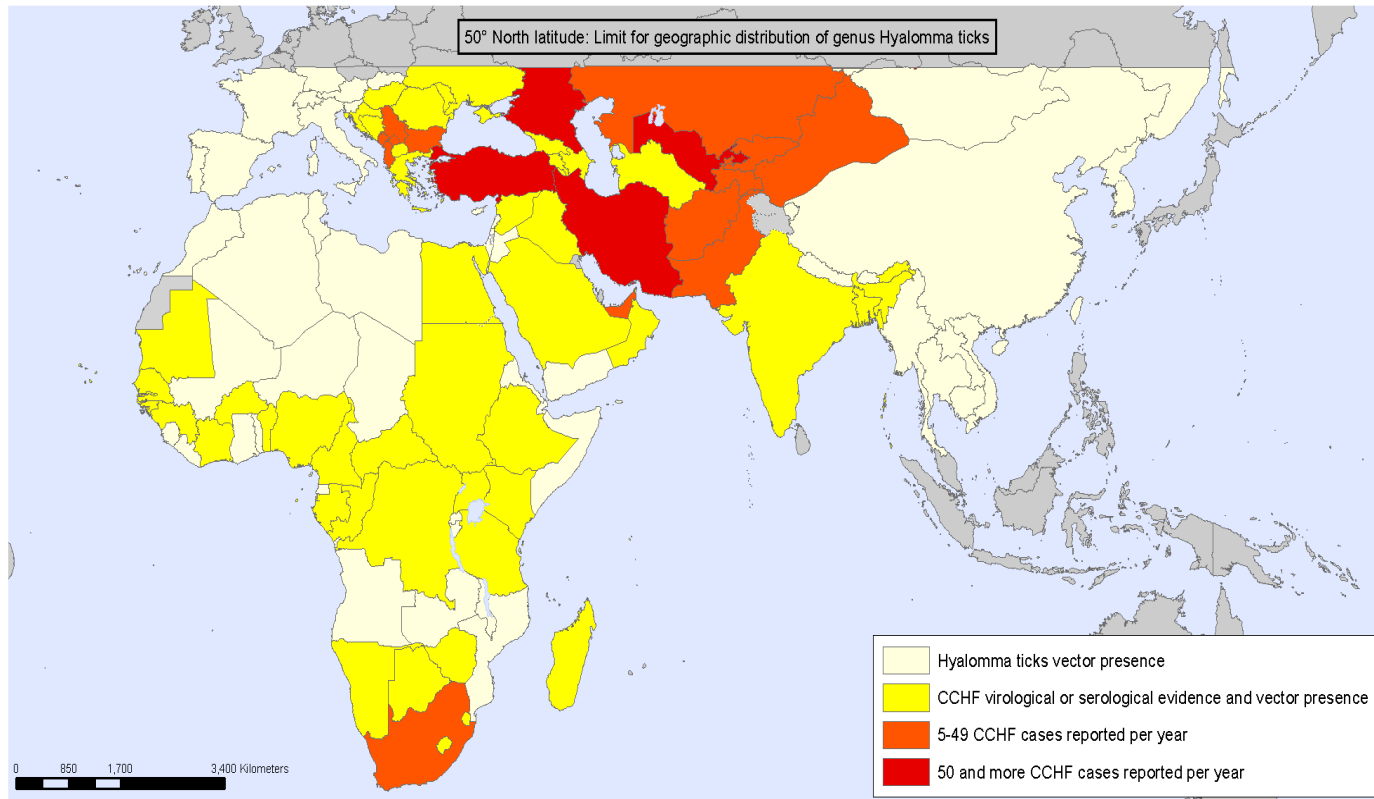 50° North latitude: Limit for geographic distribution of genus Hyalomma ticks
Hyalomma ticks vector presence
CCHF virological or serological evidence and vector presence
5-49 CCHF cases reported per year
50 and more CCHF cases reported per year
0 850 1,700 3,400 Kilometers